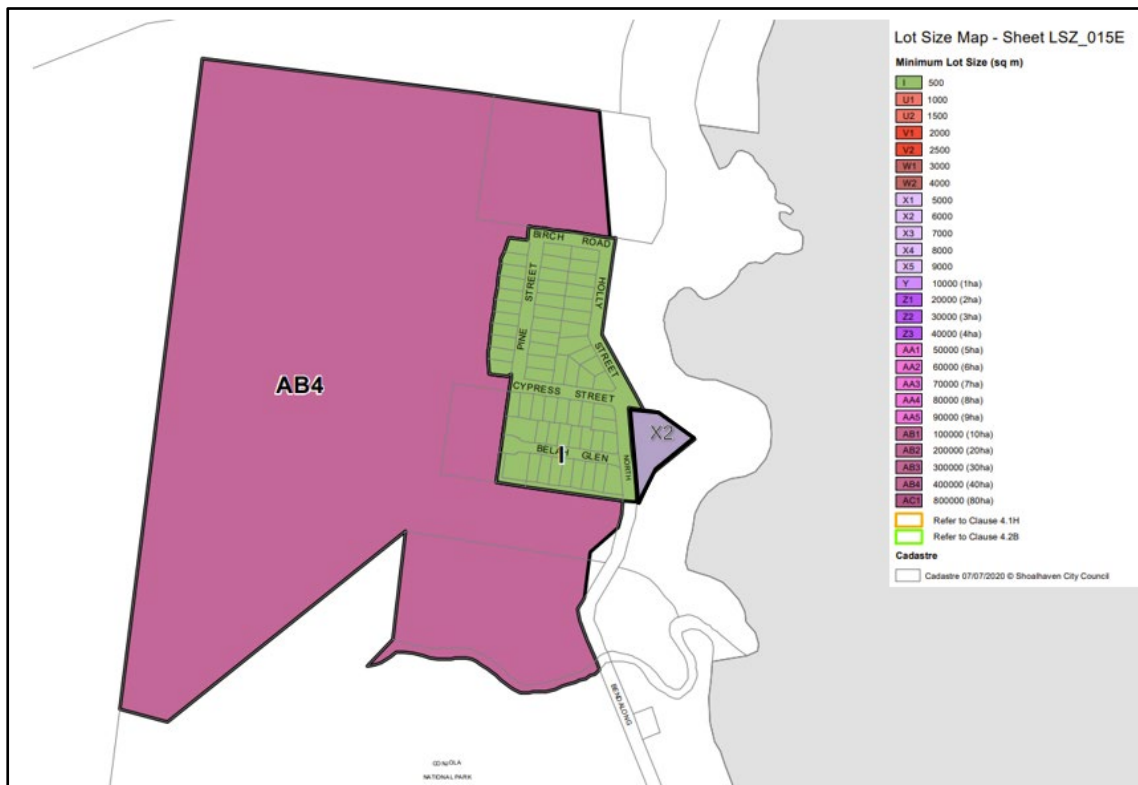 Lot Size Map - Sheet LSZ_015E
Minimum Lot Size (sq m)
I 500
U1 1000
U2 1500
V1 2000
V2 2500
W1 3000
W2 4000
X1 5000
X2 6000
X3 7000
X4 8000
X5 9000
Y 10000 (1ha)
Z1 20000 (2ha)
Z2 30000 (3ha)
Z3 40000 (4ha)
AA1 50000 (5ha)
AA2 60000 (6ha)
AA3 70000 (7ha)
AA4 80000 (8ha)
AA5 90000 (9ha)
AB1 100000 (10ha)
AB2 200000 (20ha)
AB3 300000 (30ha)
AB4 400000 (40ha)
AC1 800000 (80ha)
Refer to Clause 4.1H
Refer to Clause 4.2B
Cadastre
Cadastre 07/07/2020 © Shoalhaven City Council
BIRCH ROAD
PINE STREET
HOLLY STREET
CYPRESS STREET
AB4
X2
BELAH GLEN
I
NORTH
BENDALONG
CONJOLA
NATIONAL PARK